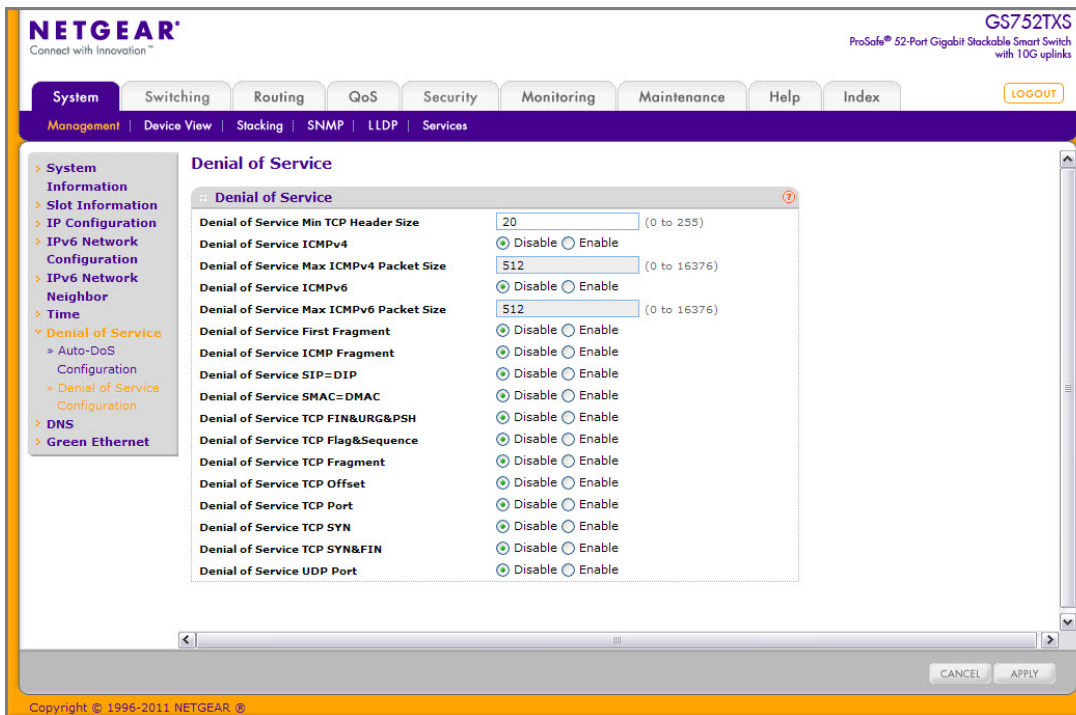 NETGEAR®
Connect with Innovation™
GS752TXS
ProSafe® 52-Port Gigabit Stackable Smart Switch
with 10G uplinks
System Switching Routing QoS Security Monitoring Maintenance Help Index LOGOUT
Management Device View Stacking SNMP LLDP Services
System
Information
Slot Information
IP Configuration
IPv6 Network
Configuration
IPv6 Network
Neighbor
Time
Denial of Service
» Auto-DoS
Configuration
» Denial of Service
Configuration
DNS
Green Ethernet
Denial of Service
Denial of Service ?
Denial of Service Min TCP Header Size 20 (0 to 255)
Denial of Service ICMPv4 Disable Enable
Denial of Service Max ICMPv4 Packet Size 512 (0 to 16376)
Denial of Service ICMPv6 Disable Enable
Denial of Service Max ICMPv6 Packet Size 512 (0 to 16376)
Denial of Service First Fragment Disable Enable
Denial of Service ICMP Fragment Disable Enable
Denial of Service SIP=DIP Disable Enable
Denial of Service SMAC=DMAC Disable Enable
Denial of Service TCP FIN&URG&PSH Disable Enable
Denial of Service TCP Flag&Sequence Disable Enable
Denial of Service TCP Fragment Disable Enable
Denial of Service TCP Offset Disable Enable
Denial of Service TCP Port Disable Enable
Denial of Service TCP SYN Disable Enable
Denial of Service TCP SYN&FIN Disable Enable
Denial of Service UDP Port Disable Enable
CANCEL APPLY
Copyright © 1996-2011 NETGEAR ®